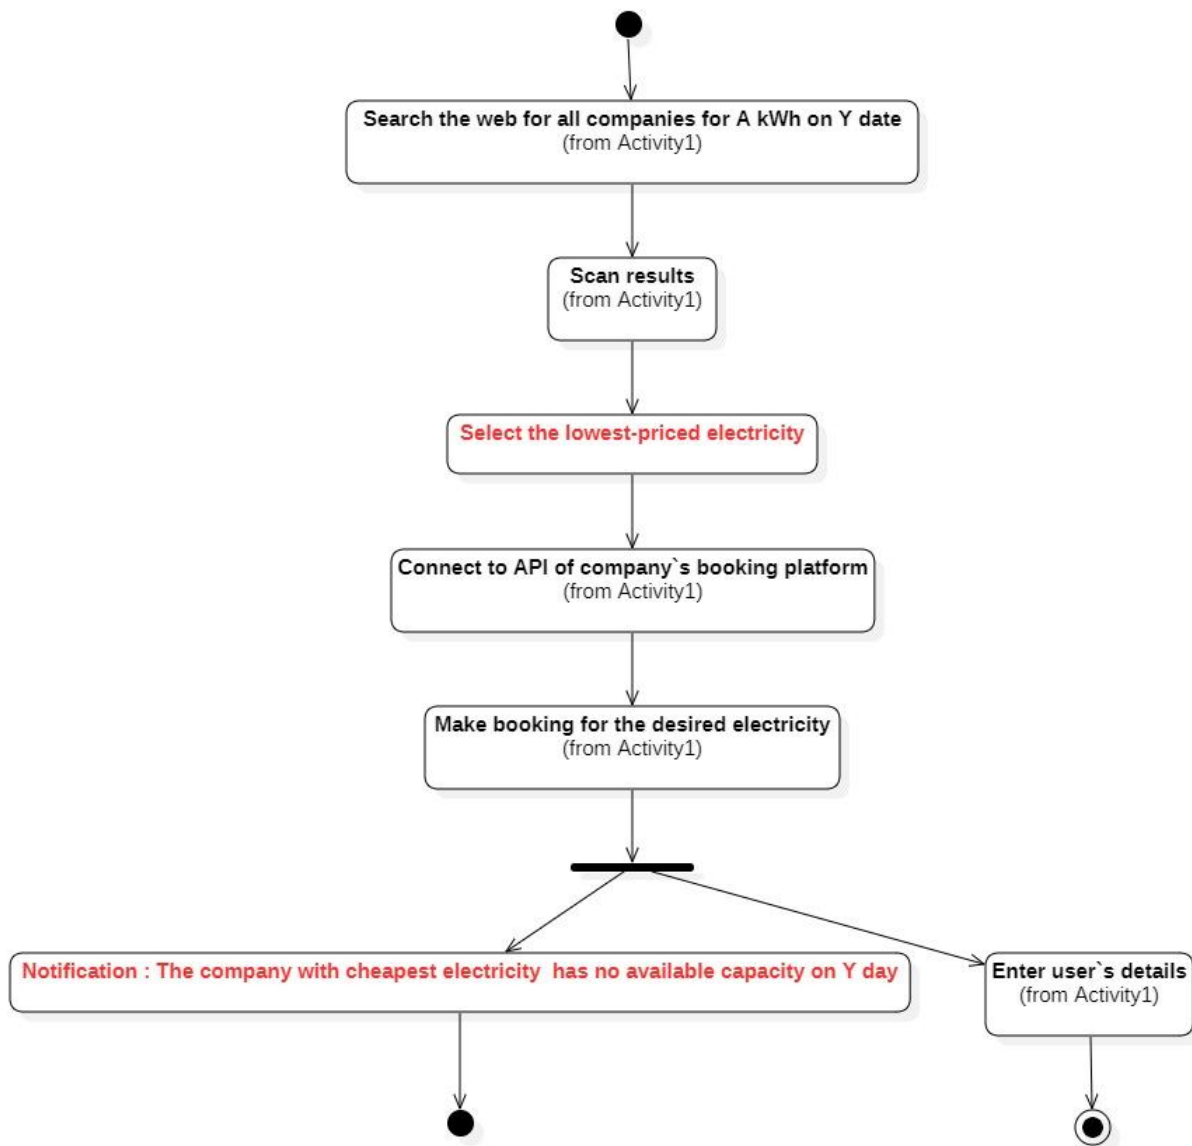 Search the web for all companies for A kWh on Y date
(from Activity1)
Scan results
(from Activity1)
Select the lowest-priced electricity
Connect to API of company`s booking platform
(from Activity1)
Make booking for the desired electricity
(from Activity1)
Notification : The company with cheapest electricity  has no available capacity on Y day
Enter user`s details
(from Activity1)